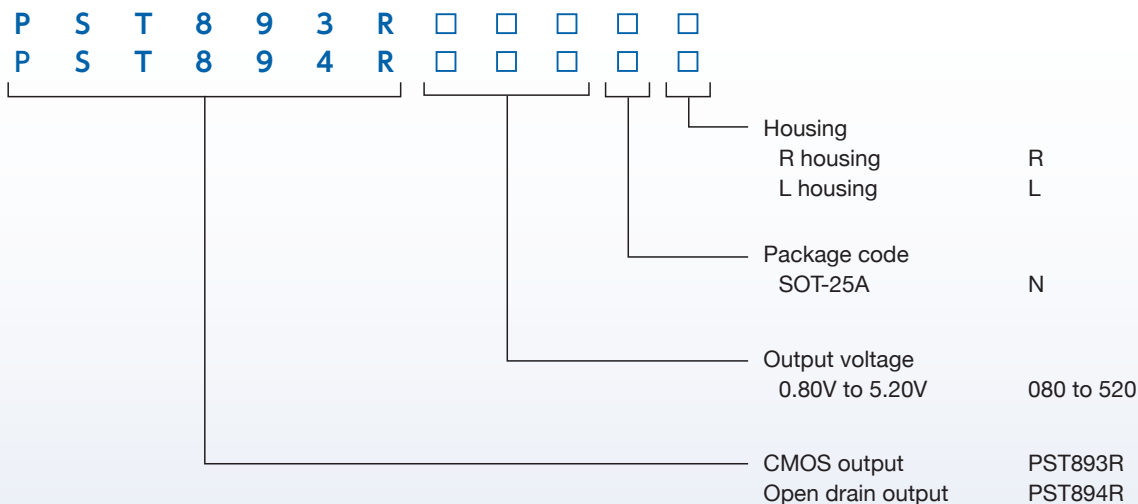 P S T 8 9 3 R □ □ □ □ □
P S T 8 9 4 R □ □ □ □ □
Housing
R housing R
L housing L
Package code
SOT-25A N
Output voltage
0.80V to 5.20V 080 to 520
CMOS output PST893R
Open drain output PST894R